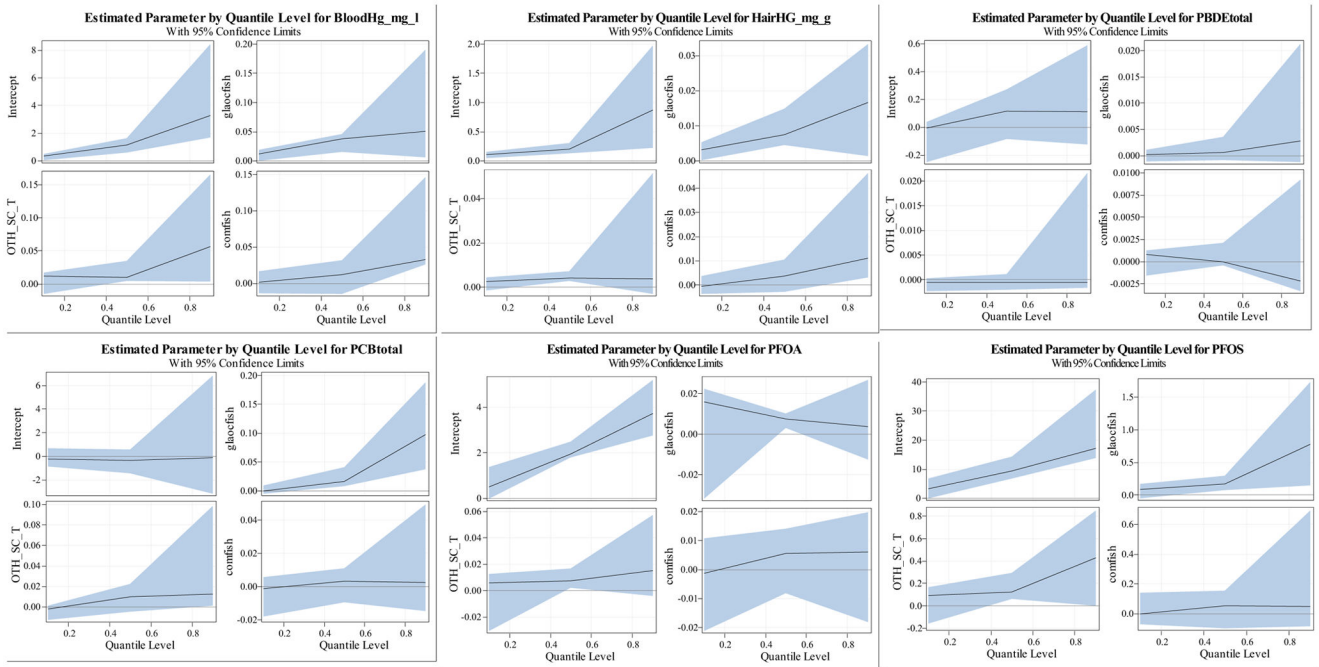 Estimated Parameter by Quantile Level for BloodHg_mg_l
With 95% Confidence Limits
Intercept
8
6
4
2
0
glaocfish
0.20
0.15
0.10
0.05
0.00
OTH_SC_T
0.15
0.10
0.05
0.00
comfish
0.15
0.10
0.05
0.00
0.2 0.4 0.6 0.8
0.2 0.4 0.6 0.8
Quantile Level
Quantile Level
Estimated Parameter by Quantile Level for HairHG_mg_g
With 95% Confidence Limits
Intercept
2.0
1.5
1.0
0.5
0.0
glaocfish
0.03
0.02
0.01
0.00
OTH_SC_T
0.04
0.02
0.00
comfish
0.04
0.03
0.02
0.01
0.00
0.2 0.4 0.6 0.8
0.2 0.4 0.6 0.8
Quantile Level
Quantile Level
Estimated Parameter by Quantile Level for PBDEtotal
With 95% Confidence Limits
Intercept
0.6
0.4
0.2
0.0
-0.2
glaocfish
0.020
0.015
0.010
0.005
0.000
OTH_SC_T
0.020
0.015
0.010
0.005
0.000
comfish
0.0100
0.0075
0.0050
0.0025
0.0000
-0.0025
0.2 0.4 0.6 0.8
0.2 0.4 0.6 0.8
Quantile Level
Quantile Level
Estimated Parameter by Quantile Level for PCBtotal
With 95% Confidence Limits
Intercept
6
4
2
0
-2
glaocfish
0.20
0.15
0.10
0.05
0.00
OTH_SC_T
0.10
0.08
0.06
0.04
0.02
0.00
comfish
0.04
0.02
0.00
-0.02
0.2 0.4 0.6 0.8
0.2 0.4 0.6 0.8
Quantile Level
Quantile Level
Estimated Parameter by Quantile Level for PFOA
With 95% Confidence Limits
Intercept
4
2
0
glaocfish
0.02
0.00
-0.02
OTH_SC_T
0.06
0.04
0.02
0.00
-0.02
comfish
0.02
0.01
0.00
-0.01
-0.02
0.2 0.4 0.6 0.8
0.2 0.4 0.6 0.8
Quantile Level
Quantile Level
Estimated Parameter by Quantile Level for PFOS
With 95% Confidence Limits
Intercept
40
30
20
10
0
glaocfish
1.5
1.0
0.5
0.0
OTH_SC_T
0.8
0.6
0.4
0.2
0.0
-0.2
comfish
0.6
0.4
0.2
0.0
0.2 0.4 0.6 0.8
0.2 0.4 0.6 0.8
Quantile Level
Quantile Level